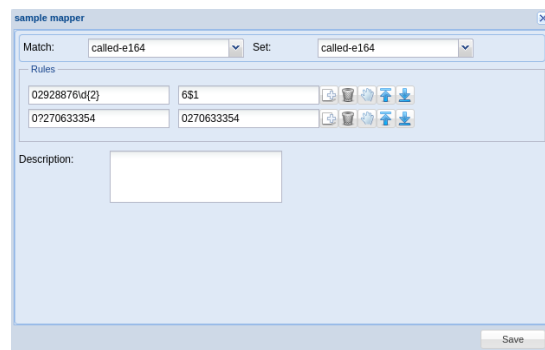 sample mapper
Match: called-e164 Set: called-e164
Rules
02928876\d{2} 6$1
0?270633354 0270633354
Description:
Save